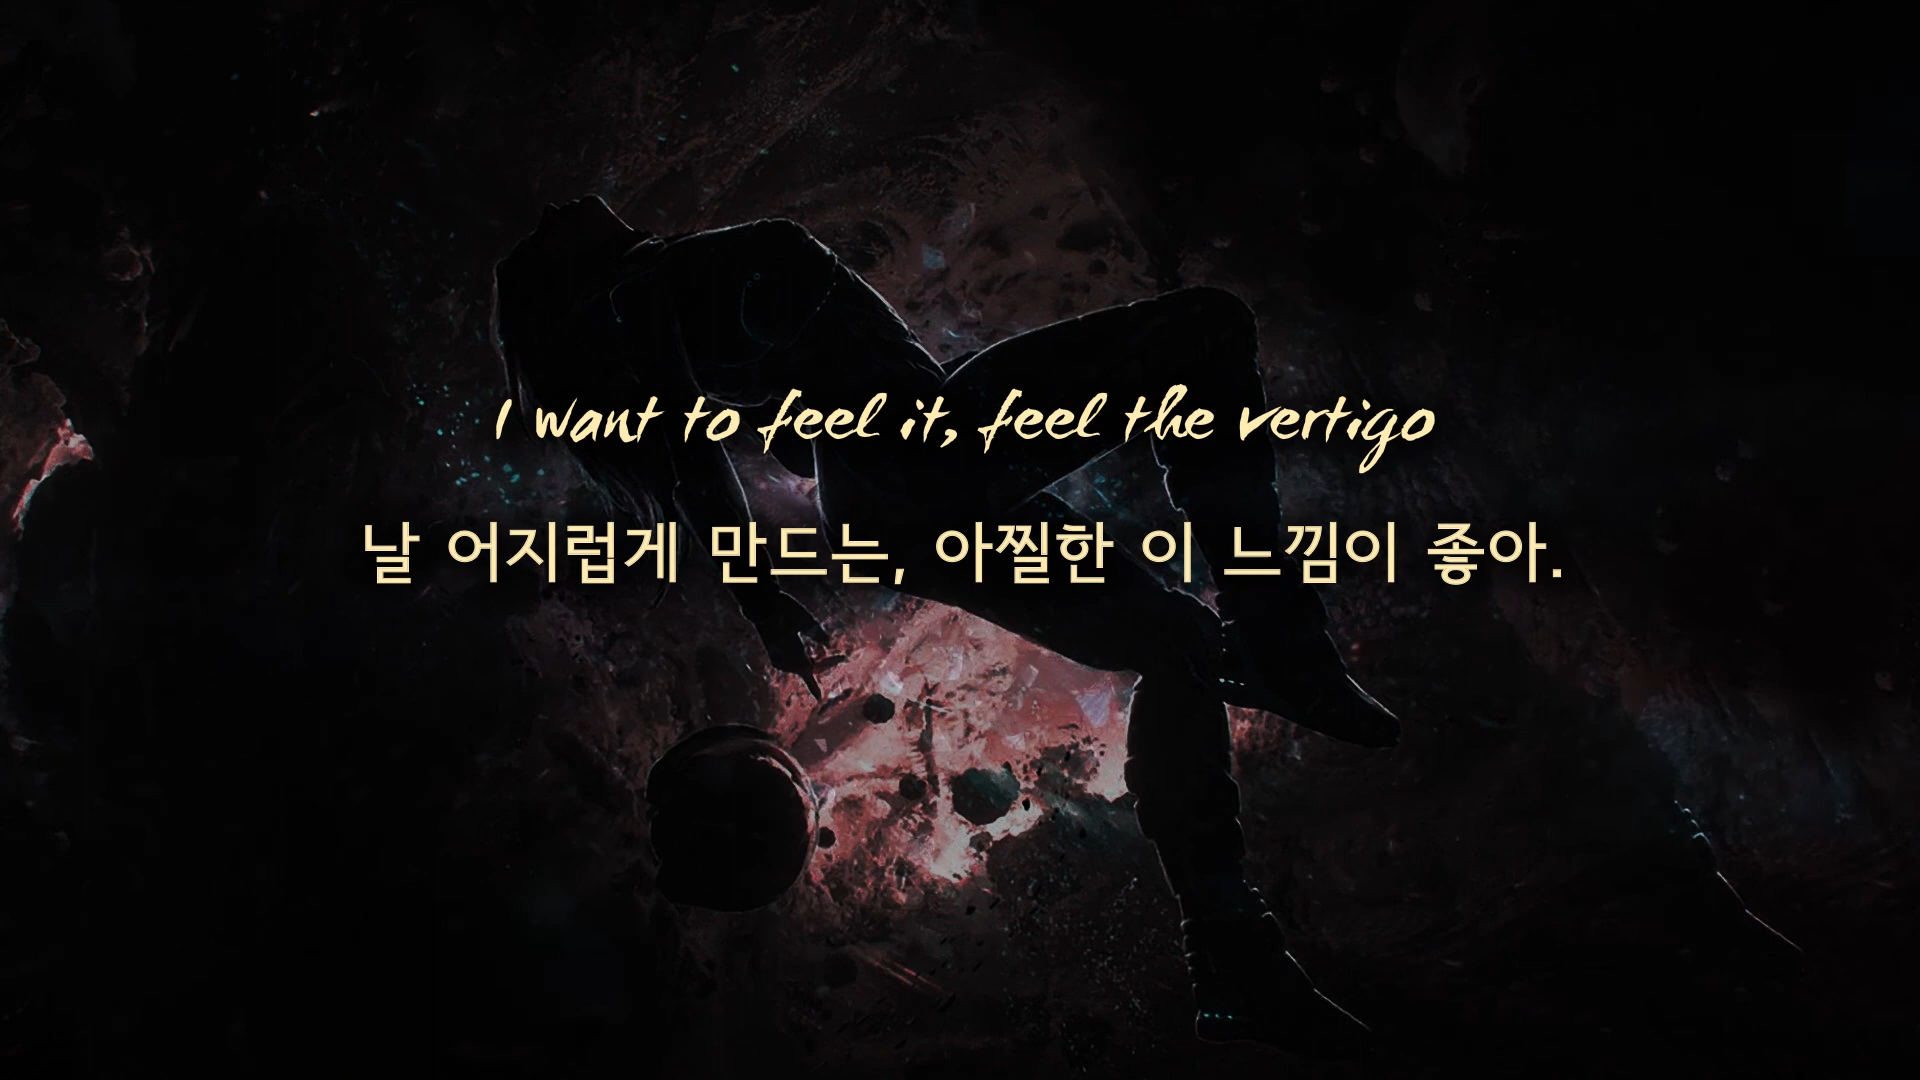 I want to feel it, feel the vertigo
날 어지럽게 만드는, 아찔한 이 느낌이 좋아.